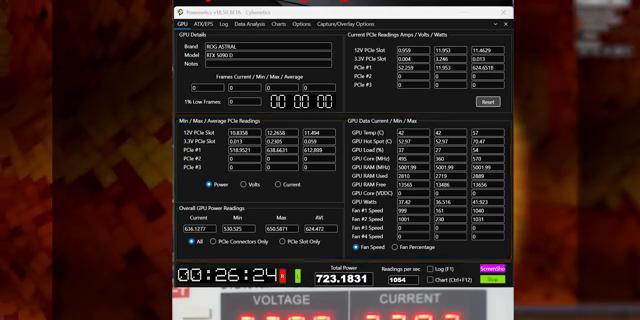 Powenetics v18.50 BETA - Cybenetics
GPU ATX/EPS Log Data Analysis Charts Options Capture/Overlay Options
GPU Details
Brand ROG ASTRAL
Model RTX 5090 D
Notes
Frames Current / Min / Max / Average
0 0 0 0
1% Low Frames: 0 00 00 00
Current PCIe Readings Amps / Volts / Watts
12V PCIe Slot 0.959 11.953 11.4629
3.3V PCIe Slot 0.004 3.246 0.013
PCIe #1 52.259 11.953 624.6518
PCIe #2 0 0 0
PCIe #3 0 0 0
Reset
Min / Max / Average PCIe Readings
12V PCIe Slot 10.8358 12.2658 11.494
3.3V PCIe Slot 0.013 0.2305 0.059
PCIe #1 518.9521 638.6631 612.889
PCIe #2 0 0 0
PCIe #3 0 0 0
Power Volts Current
Overall GPU Power Readings
Current Min Max AVG
636.1277 530.525 650.5871 624.472
All PCIe Connectors Only PCIe Slot Only
GPU Data Current / Min / Max
GPU Temp (C) 42 42 57
GPU Hot Spot (C) 52.97 52.97 70.47
GPU Load (%) 37 27 54
GPU Core (MHz) 495 360 570
GPU RAM (MHz) 5001.99 5001.99 5001.99
GPU RAM Used 2810 2719 2889
GPU RAM Free 13565 13486 13656
GPU Core (VDDC) 0 0 0
GPU Watts 37.42 36.516 41.923
Fan #1 Speed 999 161 1040
Fan #2 Speed 1001 230 1031
Fan #3 Speed 0 0 0
Fan #4 Speed 0 0 0
Fan Speed Fan Percentage
00:26:24 R L
Total Power
723.1831
Readings per sec
1054
Log (F1)
Chart (Ctrl+F12)
ScreenSho
Stop
VOLTAGE CURRENT